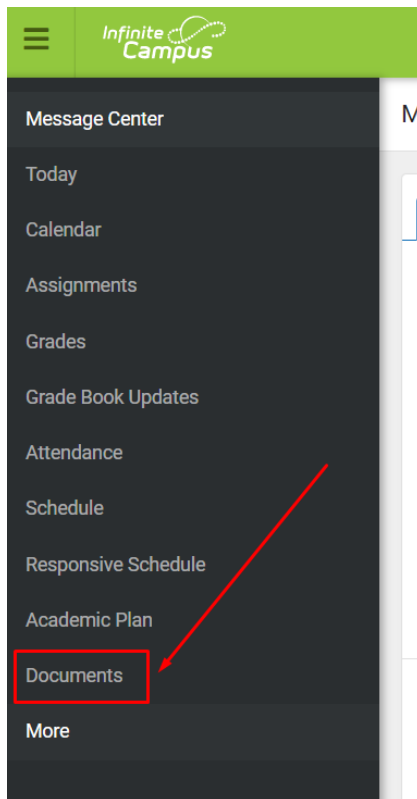 Infinite
Campus
Message Center
M
Today
Calendar
Assignments
Grades
Grade Book Updates
Attendance
Schedule
Responsive Schedule
Academic Plan
Documents
More